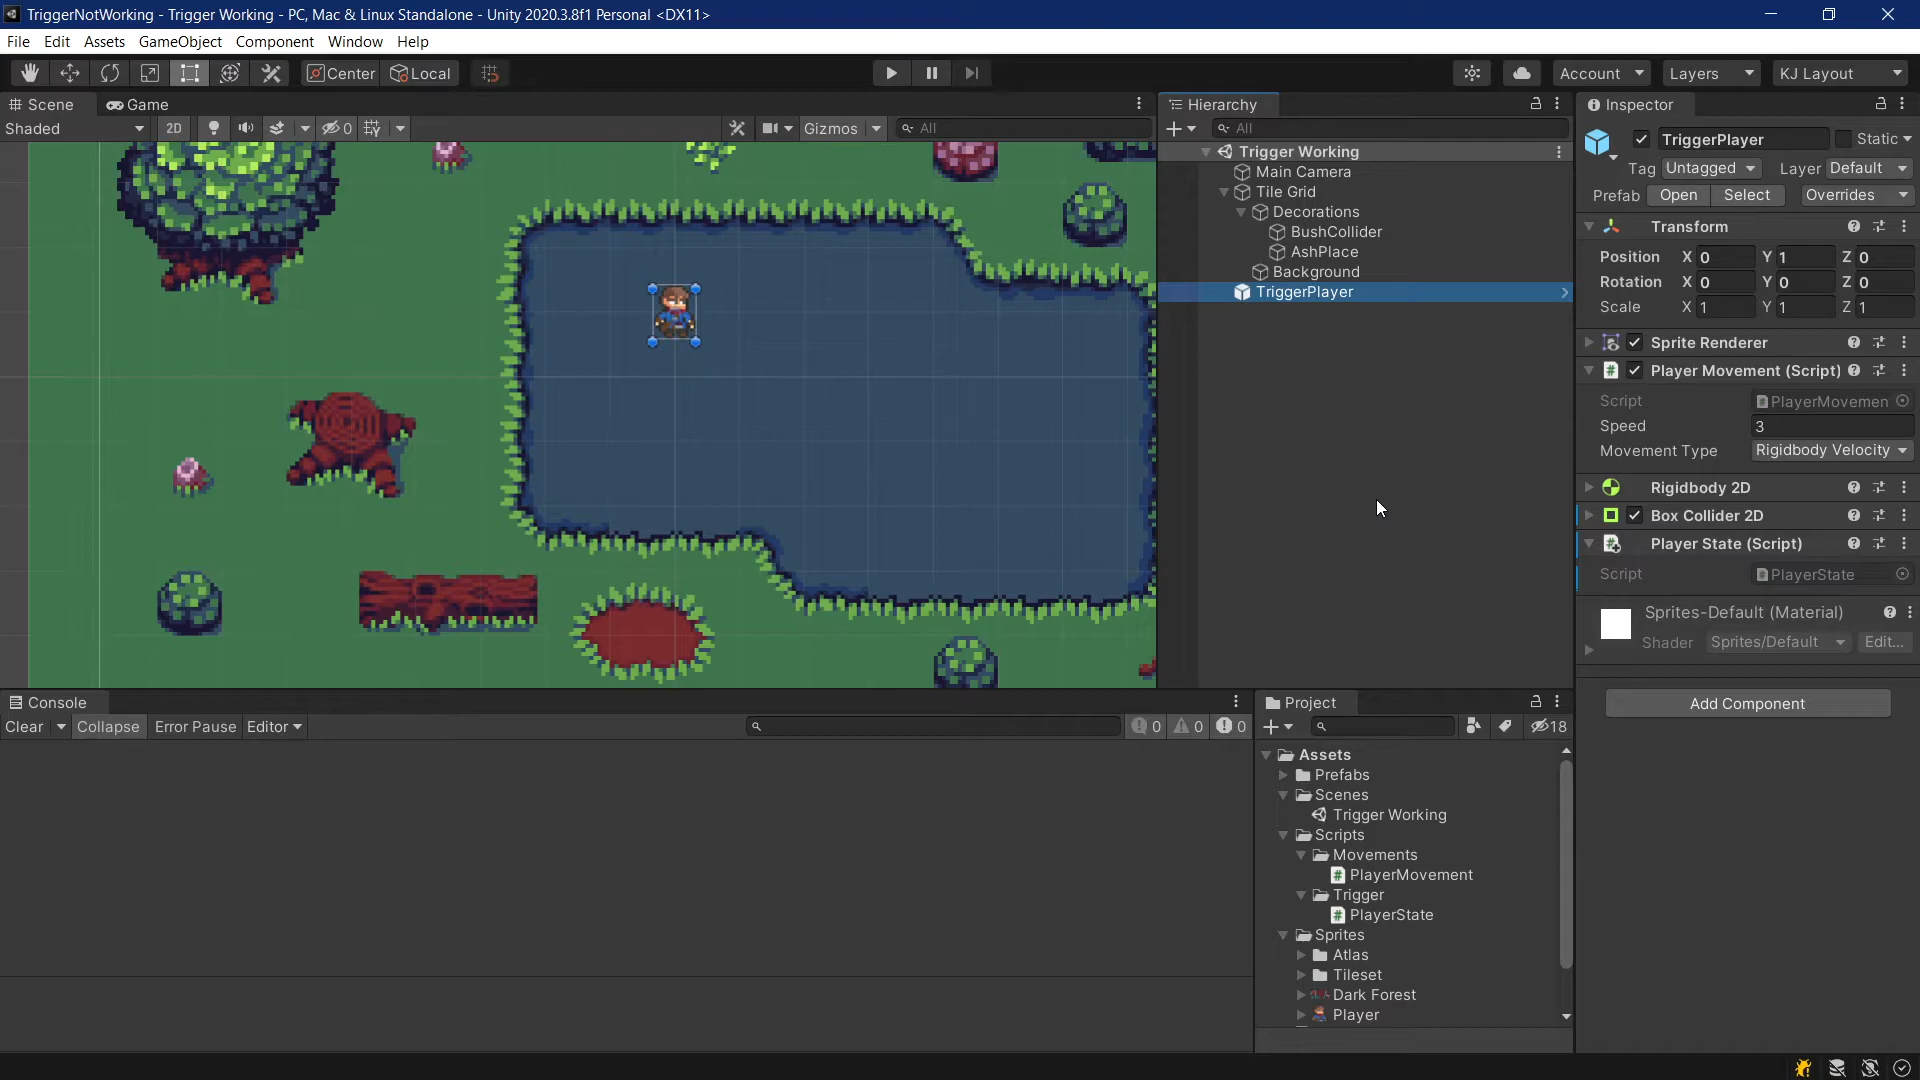 TriggerNotWorking - Trigger Working - PC, Mac & Linux Standalone - Unity 2020.3.8f1 Personal <DX11>
File Edit Assets GameObject Component Window Help
Center Local Account Layers KJ Layout
Scene Game
Shaded 2D 0 Gizmos All
Hierarchy
All
Trigger Working
Main Camera
Tile Grid
Decorations
BushCollider
AshPlace
Background
TriggerPlayer
Inspector
TriggerPlayer Static
Tag Untagged Layer Default
Prefab Open Select Overrides
Transform
Position X 0 Y 1 Z 0
Rotation X 0 Y 0 Z 0
Scale X 1 Y 1 Z 1
Sprite Renderer
Player Movement (Script)
Script PlayerMovemen
Speed 3
Movement Type Rigidbody Velocity
Rigidbody 2D
Box Collider 2D
Player State (Script)
Script PlayerState
Sprites-Default (Material)
Shader Sprites/Default Edit...
Add Component
Console
Clear Collapse Error Pause Editor 0 0 0
Project
18
Assets
Prefabs
Scenes
Trigger Working
Scripts
Movements
PlayerMovement
Trigger
PlayerState
Sprites
Atlas
Tileset
Dark Forest
Player